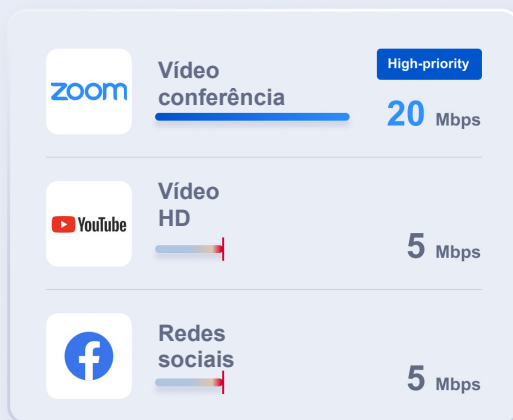 zoom
Vídeo
conferência
High-priority
20 Mbps
YouTube
Vídeo
HD
5 Mbps
Redes
sociais
5 Mbps